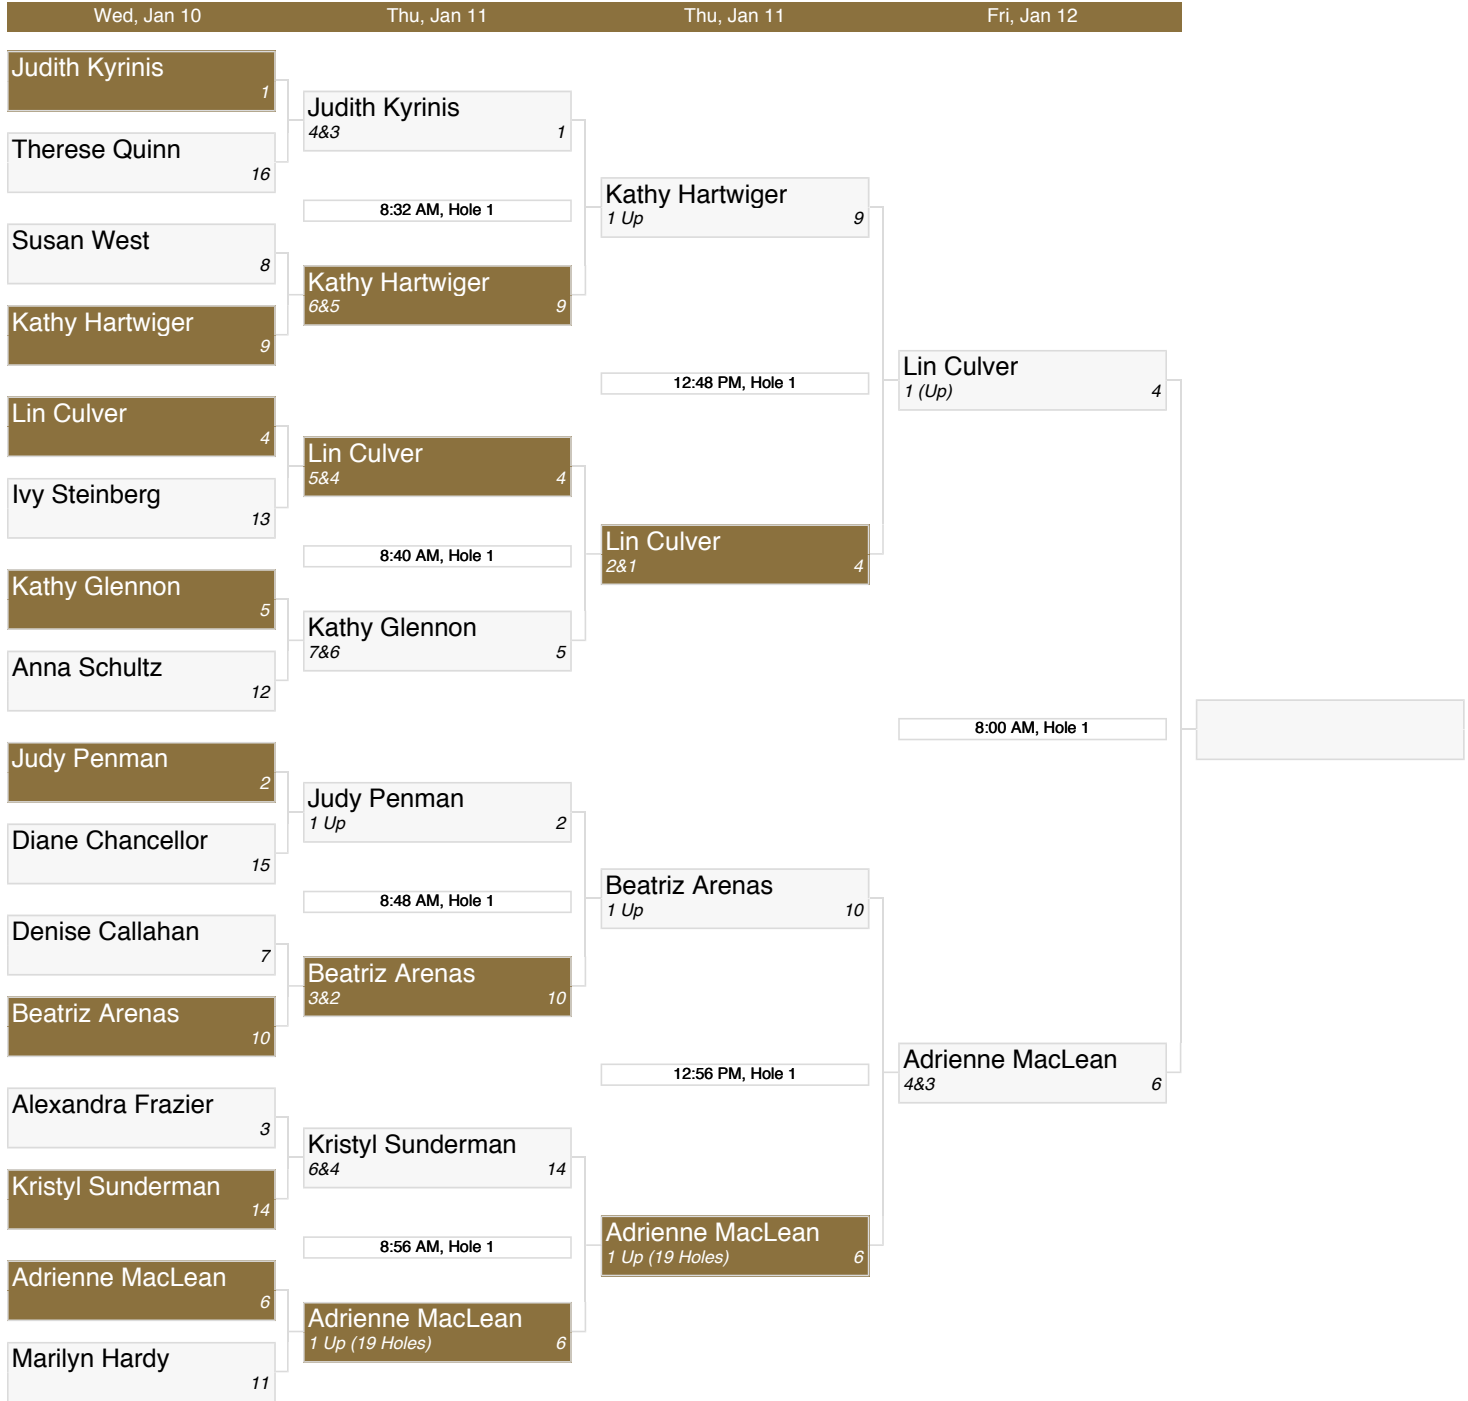 Wed, Jan 10
Thu, Jan 11
Thu, Jan 11
Fri, Jan 12
Judith Kyrinis
1
Therese Quinn
16
Susan West
8
Kathy Hartwiger
9
Lin Culver
4
Ivy Steinberg
13
Kathy Glennon
5
Anna Schultz
12
Judy Penman
2
Diane Chancellor
15
Denise Callahan
7
Beatriz Arenas
10
Alexandra Frazier
3
Kristyl Sunderman
14
Adrienne MacLean
6
Marilyn Hardy
11
Judith Kyrinis
4&3 1
8:32 AM, Hole 1
Kathy Hartwiger
6&5 9
Lin Culver
5&4 4
8:40 AM, Hole 1
Kathy Glennon
7&6 5
Judy Penman
1 Up 2
8:48 AM, Hole 1
Beatriz Arenas
3&2 10
Kristyl Sunderman
6&4 14
8:56 AM, Hole 1
Adrienne MacLean
1 Up (19 Holes) 6
Kathy Hartwiger
1 Up 9
12:48 PM, Hole 1
Lin Culver
2&1 4
Beatriz Arenas
1 Up 10
12:56 PM, Hole 1
Adrienne MacLean
1 Up (19 Holes) 6
Lin Culver
1 (Up) 4
8:00 AM, Hole 1
Adrienne MacLean
4&3 6